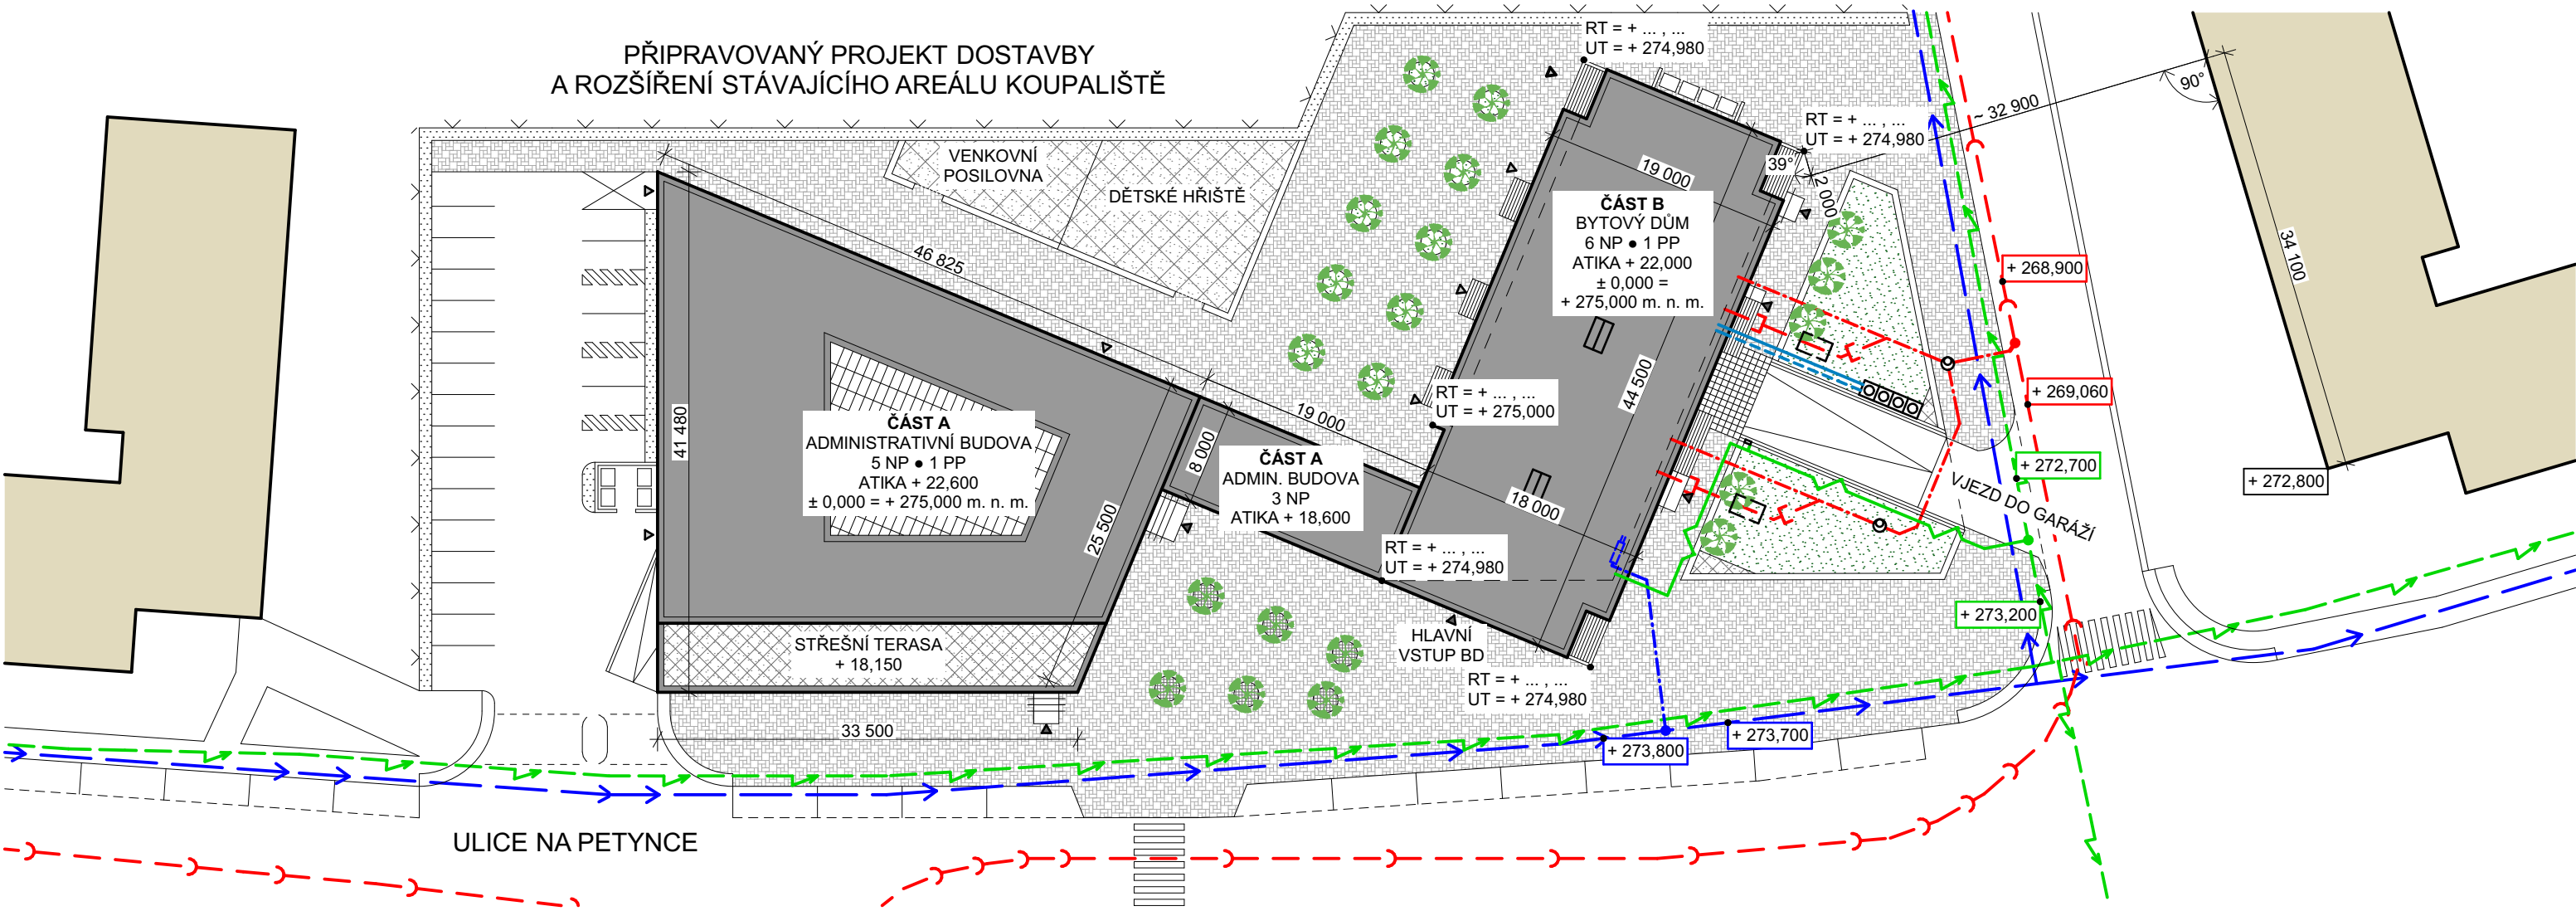 PŘIPRAVOVANÝ PROJEKT DOSTAVBY
A ROZŠÍŘENÍ STÁVAJÍCÍHO AREÁLU KOUPALIŠTĚ
RT = + ... , ...
UT = + 274,980
~ 32 900
90°
RT = + ... , ...
UT = + 274,980
39°
2 000
19 000
VENKOVNÍ
POSILOVNA
DĚTSKÉ HŘIŠTĚ
ČÁST B
BYTOVÝ DŮM
6 NP ● 1 PP
ATIKA + 22,000
± 0,000 =
+ 275,000 m. n. m.
46 825
34 100
+ 268,900
+ 269,060
44 500
RT = + ... , ...
UT = + 275,000
41 480
ČÁST A
ADMINISTRATIVNÍ BUDOVA
5 NP ● 1 PP
ATIKA + 22,600
± 0,000 = + 275,000 m. n. m.
19 000
8 000
ČÁST A
ADMIN. BUDOVA
3 NP
ATIKA + 18,600
25 500
18 000
+ 272,700
+ 272,800
VJEZD DO GARÁŽÍ
RT = + ... , ...
UT = + 274,980
+ 273,200
STŘEŠNÍ TERASA
+ 18,150
HLAVNÍ
VSTUP BD
RT = + ... , ...
UT = + 274,980
33 500
+ 273,700
+ 273,800
ULICE NA PETYNCE